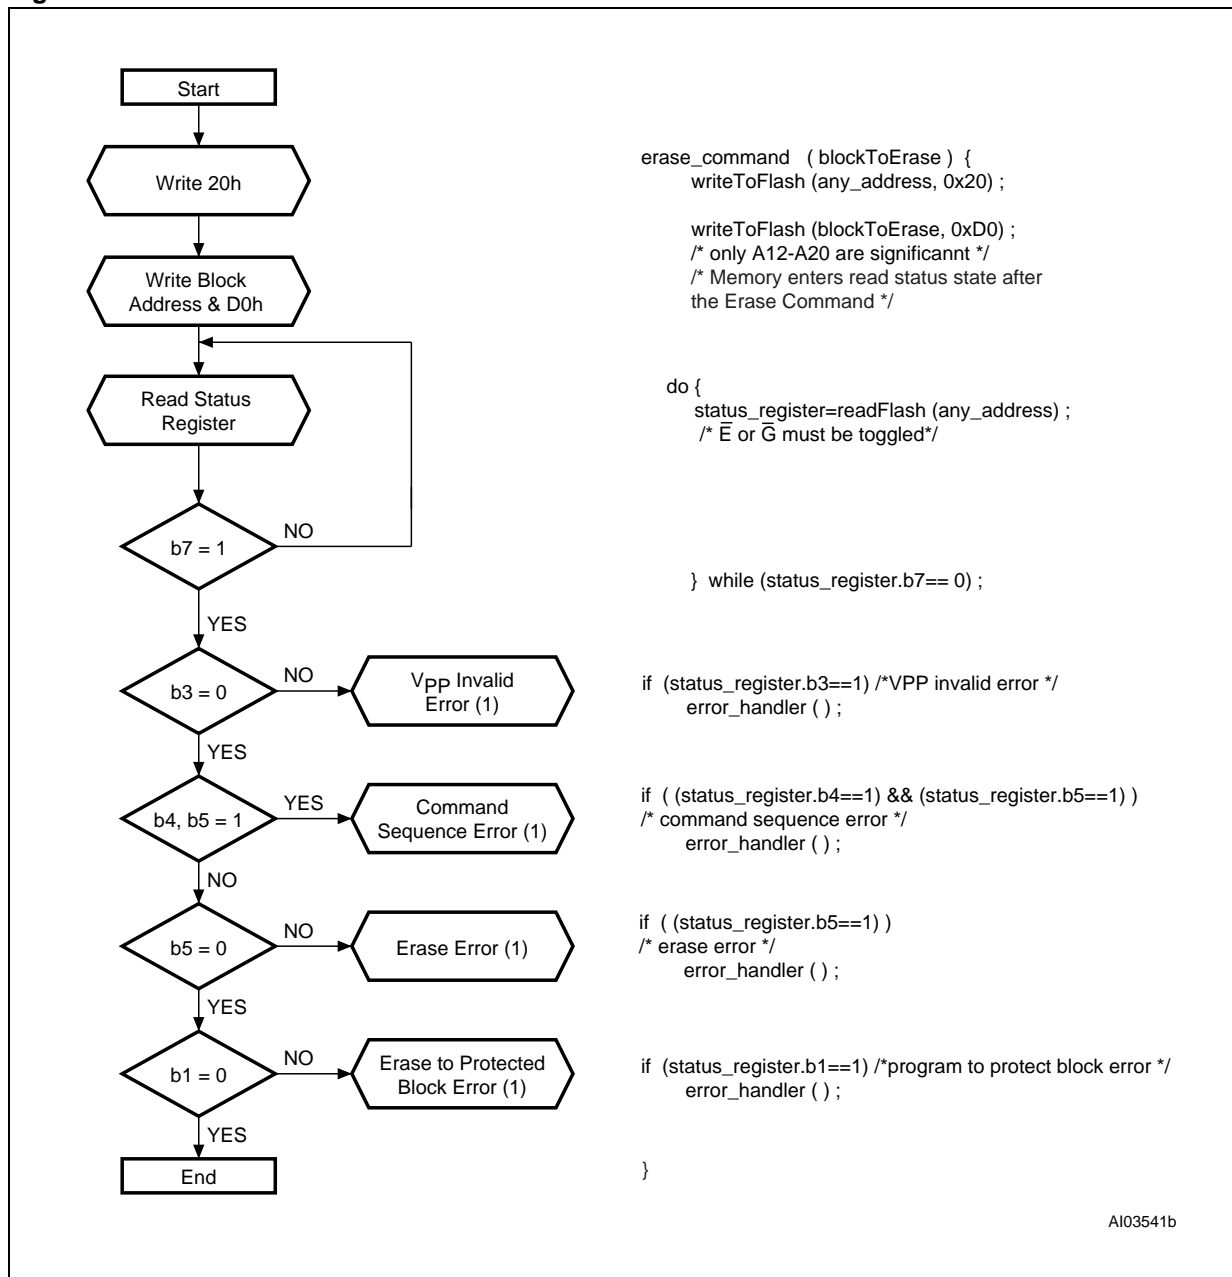 Start
Write 20h
Write Block
Address & D0h
Read Status
Register
b7 = 1
NO
YES
b3 = 0
NO
VPP Invalid
Error (1)
YES
b4, b5 = 1
YES
Command
Sequence Error (1)
NO
b5 = 0
NO
Erase Error (1)
YES
b1 = 0
NO
Erase to Protected
Block Error (1)
YES
End
erase_command ( blockToErase ) {
writeToFlash (any_address, 0x20) ;
writeToFlash (blockToErase, 0xD0) ;
/* only A12-A20 are significannt */
/* Memory enters read status state after
the Erase Command */
do {
status_register=readFlash (any_address) ;
/* E̅ or G̅ must be toggled*/
} while (status_register.b7== 0) ;
if (status_register.b3==1) /*VPP invalid error */
error_handler ( ) ;
if ( (status_register.b4==1) && (status_register.b5==1) )
/* command sequence error */
error_handler ( ) ;
if ( (status_register.b5==1) )
/* erase error */
error_handler ( ) ;
if (status_register.b1==1) /*program to protect block error */
error_handler ( ) ;
}
AI03541b